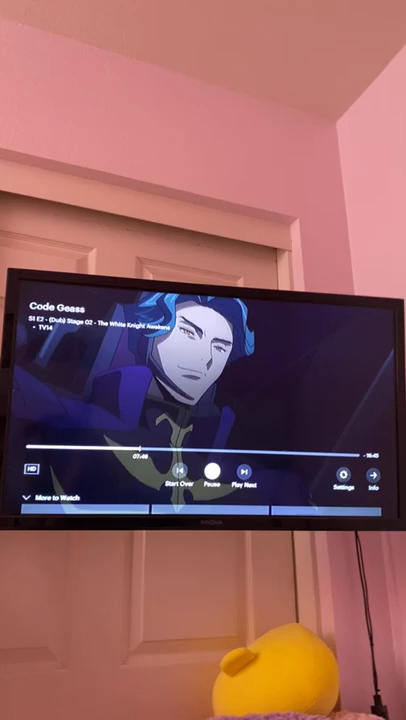 Code Geass
S1 E2 - (Dub) Stage 02 - The White Knight Awakens
• TV14
07:46
- 16:45
HD
Start Over
Pause
Play Next
Settings
Info
More to Watch